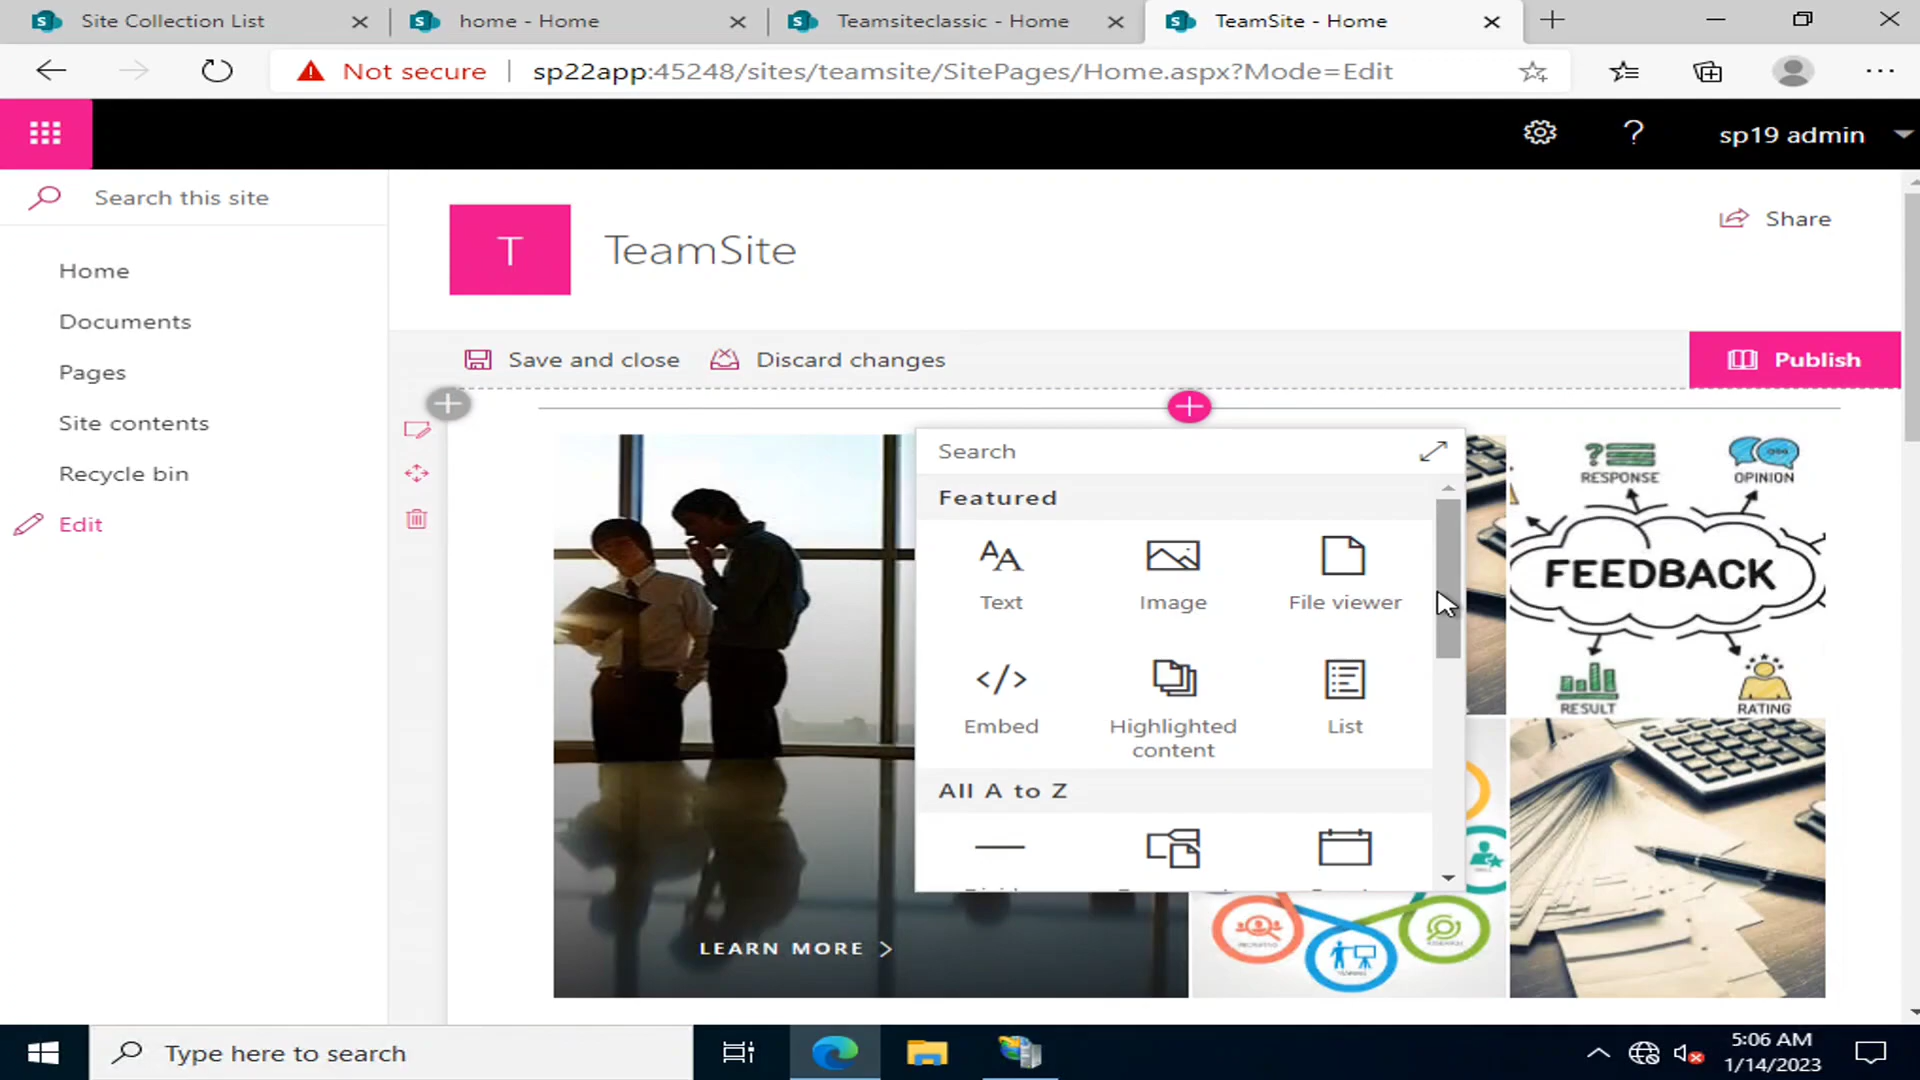 Site Collection List
home - Home
Teamsiteclassic - Home
TeamSite - Home
Not secure
sp22app:45248/sites/teamsite/SitePages/Home.aspx?Mode=Edit
?
sp19 admin
Search this site
T
TeamSite
Share
Home
Documents
Pages
Site contents
Recycle bin
Edit
Save and close
Discard changes
Publish
Search
Featured
Text
Image
File viewer
Embed
Highlighted
content
List
All A to Z
RESPONSE
OPINION
FEEDBACK
RESULT
RATING
LEARN MORE
Type here to search
5:06 AM
1/14/2023